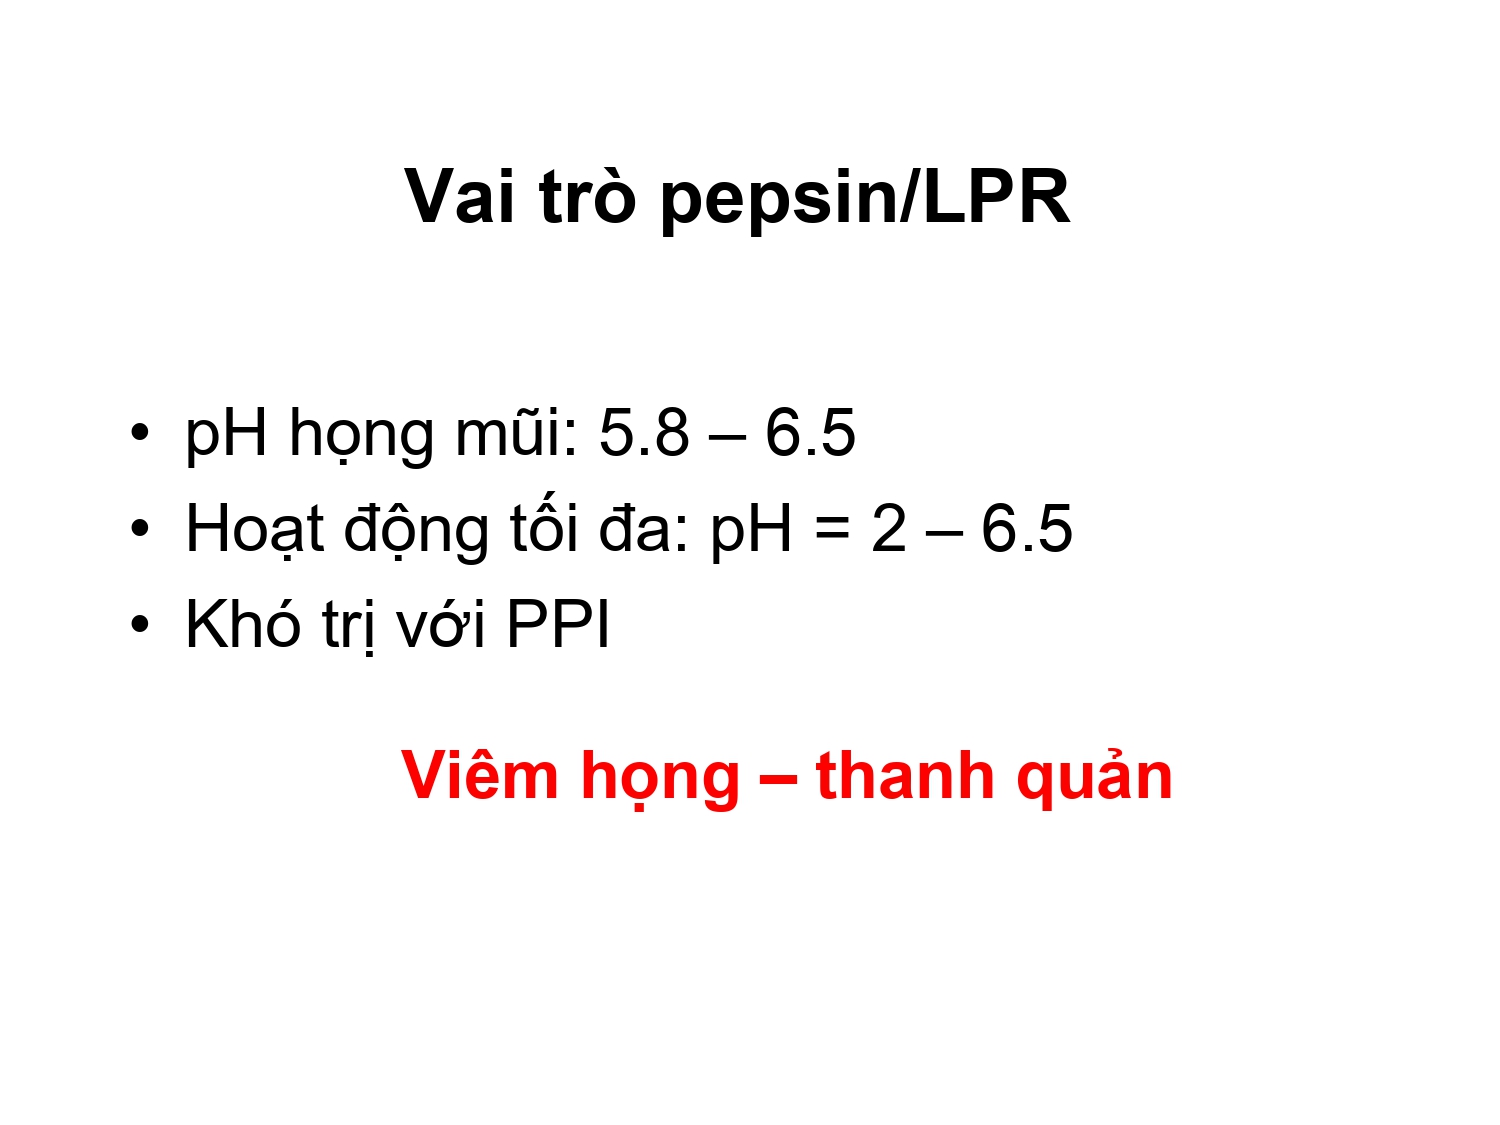 Vai trò pepsin/LPR
• pH họng mũi: 5.8 – 6.5
• Hoạt động tối đa: pH = 2 – 6.5
• Khó trị với PPI
Viêm họng – thanh quản